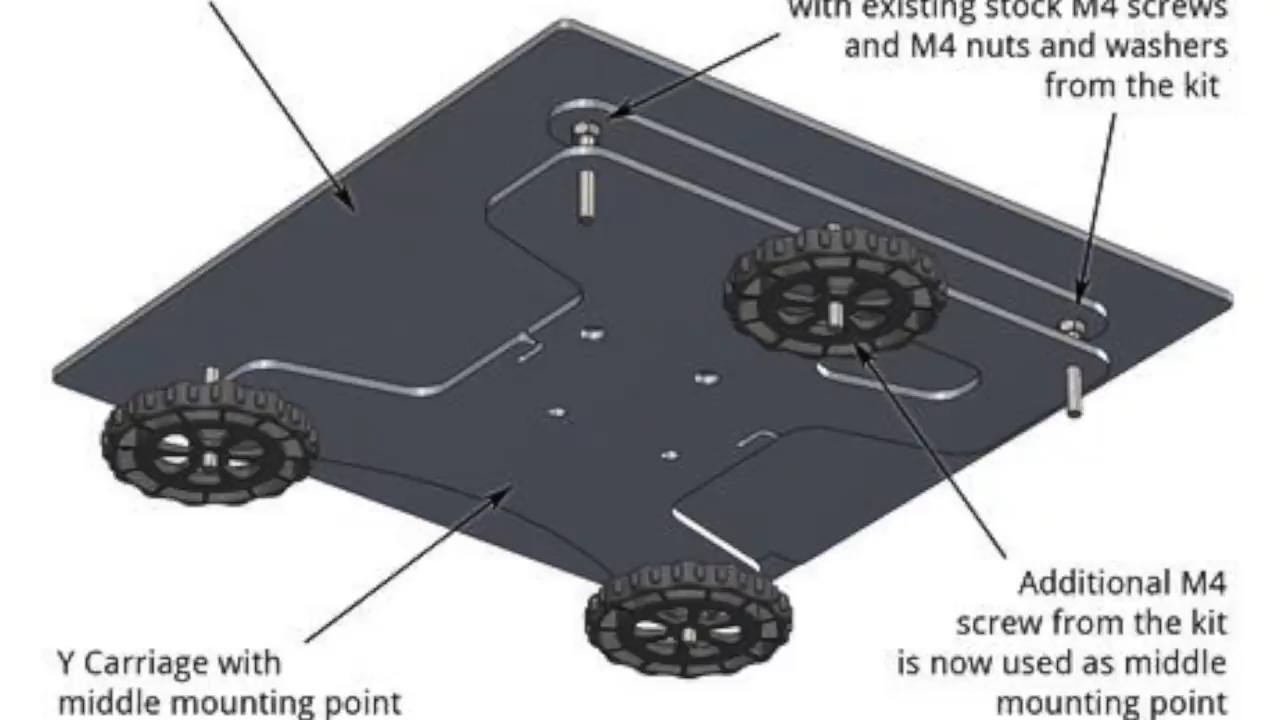 with existing stock M4 screws
and M4 nuts and washers
from the kit
Additional M4
screw from the kit
is now used as middle
mounting point
Y Carriage with
middle mounting point